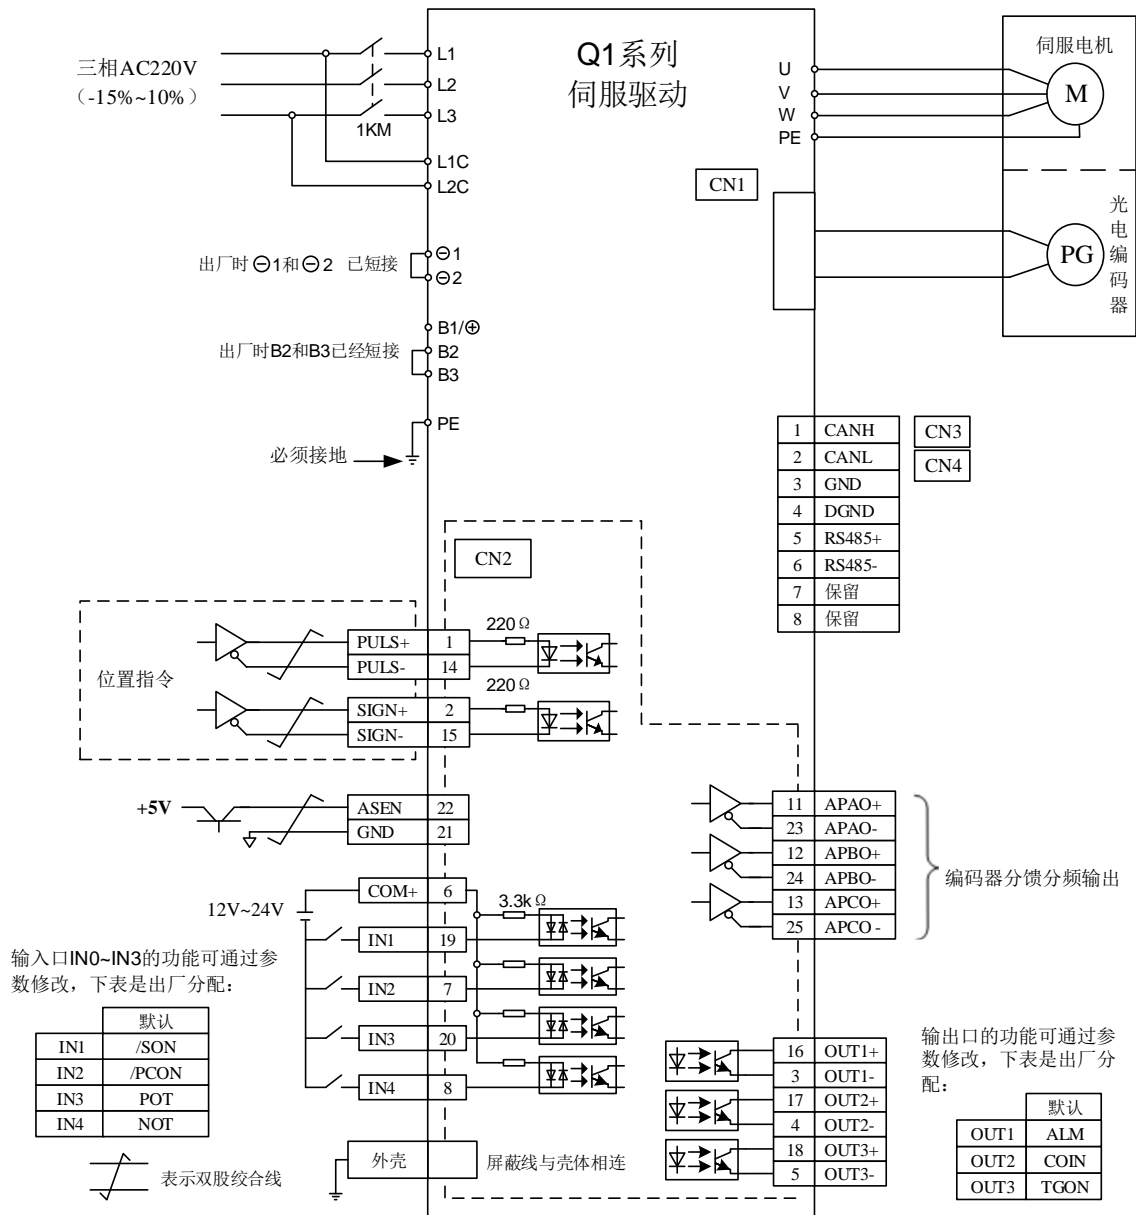 三相AC220V
（-15%~10%）
1KM
L1
L2
L3
L1C
L2C
Q1系列
伺服驱动
U
V
W
PE
伺服电机
M
CN1
光电编码器
PG
出厂时⊖1和⊖2 已短接
⊖1
⊖2
出厂时B2和B3已经短接
B1/⊕
B2
B3
PE
必须接地
1 CANH
2 CANL
3 GND
4 DGND
5 RS485+
6 RS485-
7 保留
8 保留
CN3
CN4
CN2
位置指令
PULS+ 1
PULS- 14
SIGN+ 2
SIGN- 15
220Ω
220Ω
+5V
ASEN 22
GND 21
12V~24V
COM+ 6
IN1 19
IN2 7
IN3 20
IN4 8
3.3kΩ
外壳
屏蔽线与壳体相连
11 APAO+
23 APAO-
12 APBO+
24 APBO-
13 APCO+
25 APCO -
编码器分馈分频输出
16 OUT1+
3 OUT1-
17 OUT2+
4 OUT2-
18 OUT3+
5 OUT3-
输入口IN0~IN3的功能可通过参
数修改，下表是出厂分配：
默认
IN1 /SON
IN2 /PCON
IN3 POT
IN4 NOT
表示双股绞合线
输出口的功能可通过参
数修改，下表是出厂分
配：
默认
OUT1 ALM
OUT2 COIN
OUT3 TGON